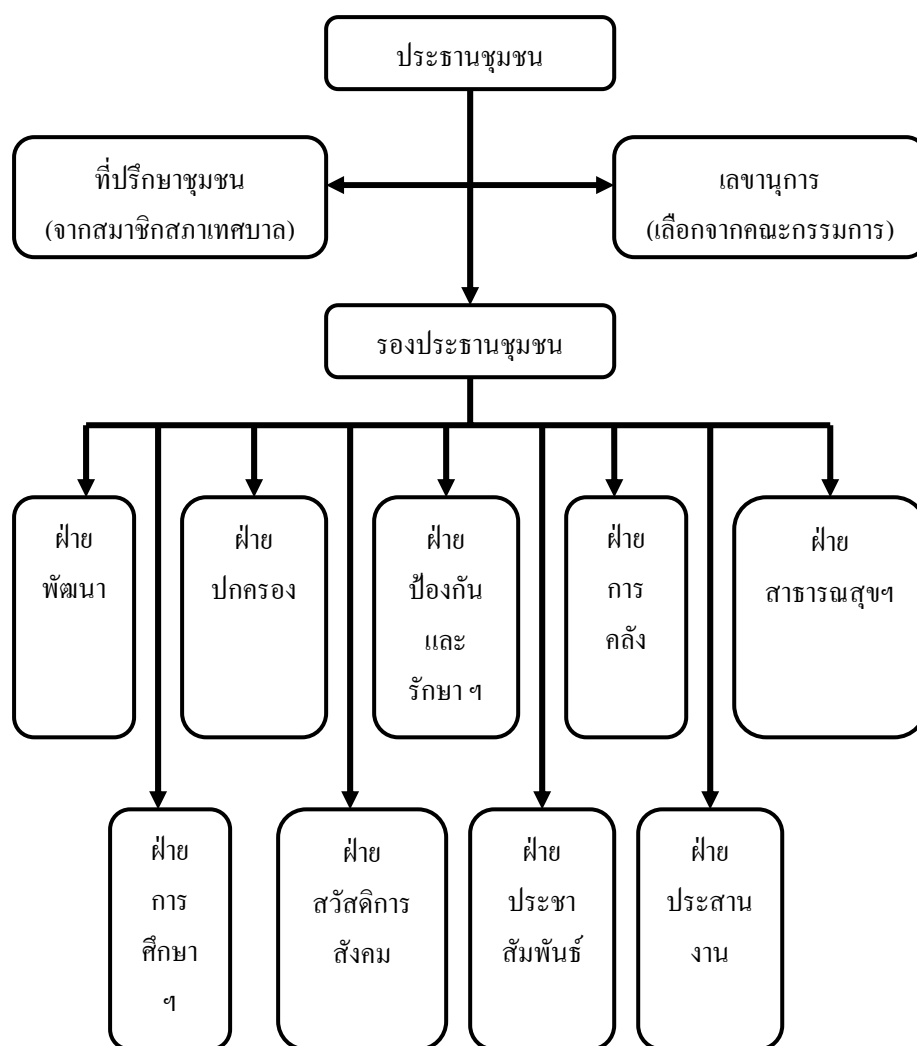 ประธานชุมชน
ที่ปรึกษาชุมชน
(จากสมาชิกสภาเทศบาล)
เลขานุการ
(เลือกจากคณะกรรมการ)
รองประธานชุมชน
ฝ่าย
พัฒนา
ฝ่าย
ปกครอง
ฝ่าย
ป้องกัน
และ
รักษา ฯ
ฝ่าย
การ
คลัง
ฝ่าย
สาธารณสุขฯ
ฝ่าย
การ
ศึกษา
ฯ
ฝ่าย
สวัสดิการ
สังคม
ฝ่าย
ประชา
สัมพันธ์
ฝ่าย
ประสาน
งาน